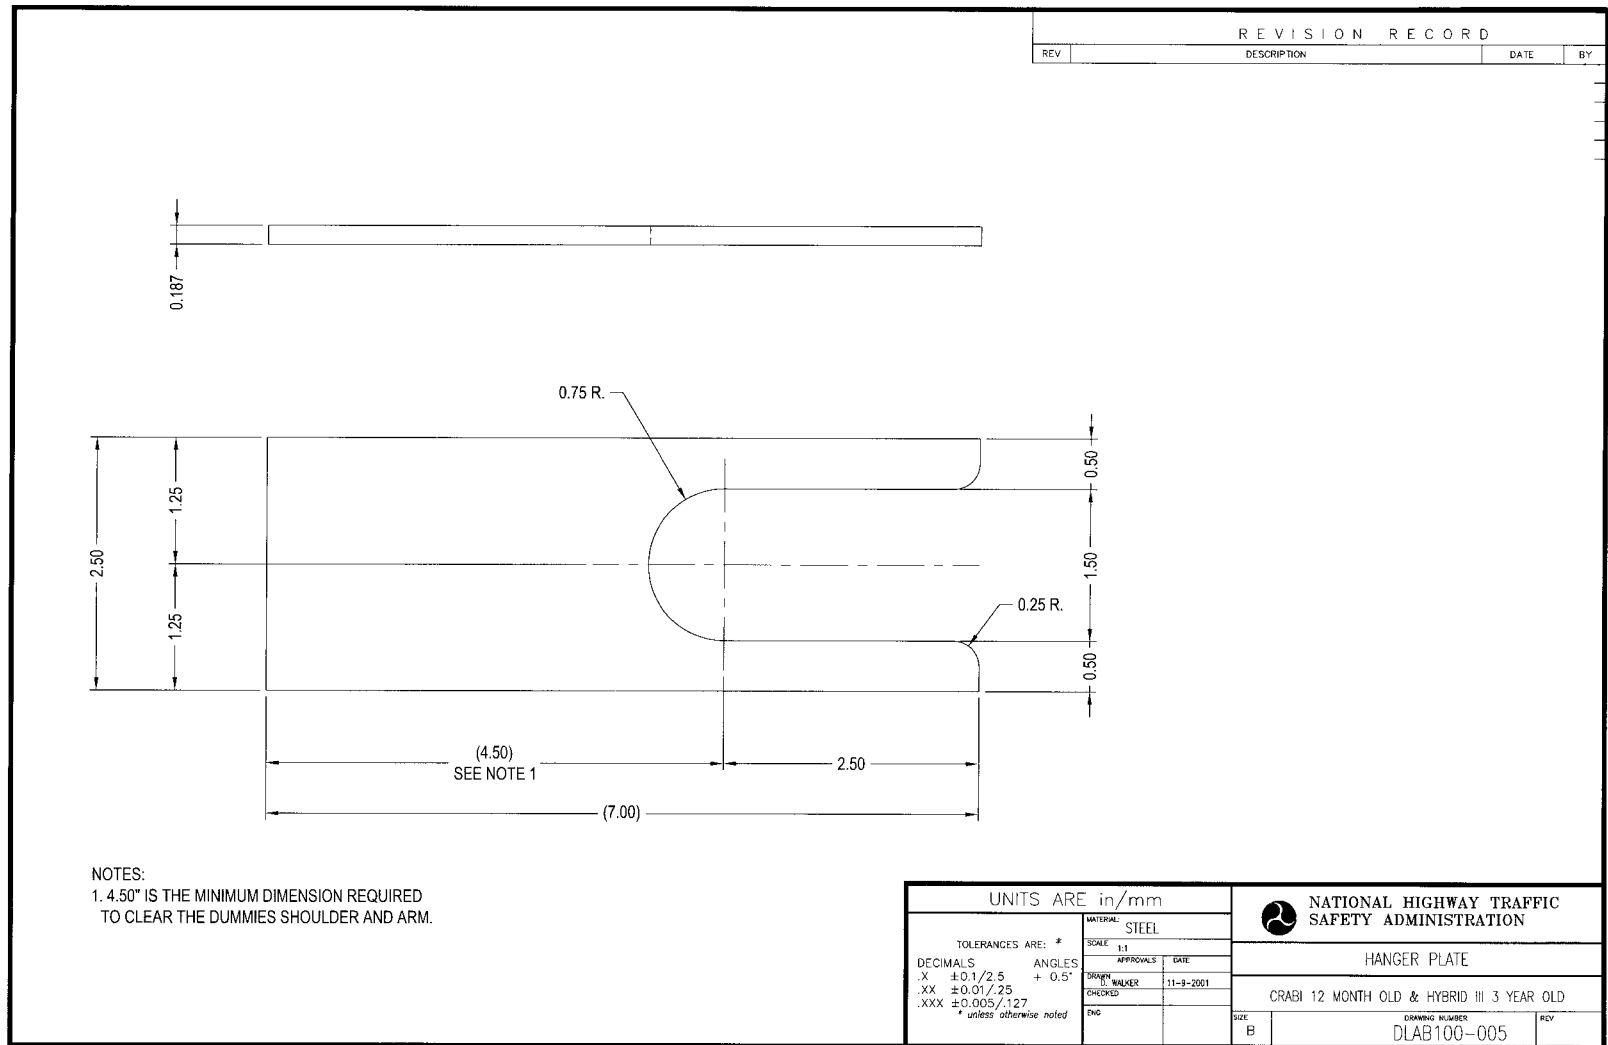 REVISION RECORD
REV DESCRIPTION DATE BY
0.187
0.75 R.
2.50
1.25
1.25
0.50
1.50
0.50
0.25 R.
(4.50)
SEE NOTE 1
2.50
(7.00)
NOTES:
1. 4.50" IS THE MINIMUM DIMENSION REQUIRED
TO CLEAR THE DUMMIES SHOULDER AND ARM.
UNITS ARE in/mm
TOLERANCES ARE: *
DECIMALS ANGLES
.X ±0.1/2.5 + 0.5°
.XX ±0.01/.25
.XXX ±0.005/.127
* unless otherwise noted
MATERIAL:
STEEL
SCALE 1:1
APPROVALS DATE
DRAWN
D. WALKER 11-9-2001
CHECKED
ENG
NATIONAL HIGHWAY TRAFFIC
SAFETY ADMINISTRATION
HANGER PLATE
CRABI 12 MONTH OLD & HYBRID III 3 YEAR OLD
SIZE
B
DRAWING NUMBER
DLAB100-005
REV